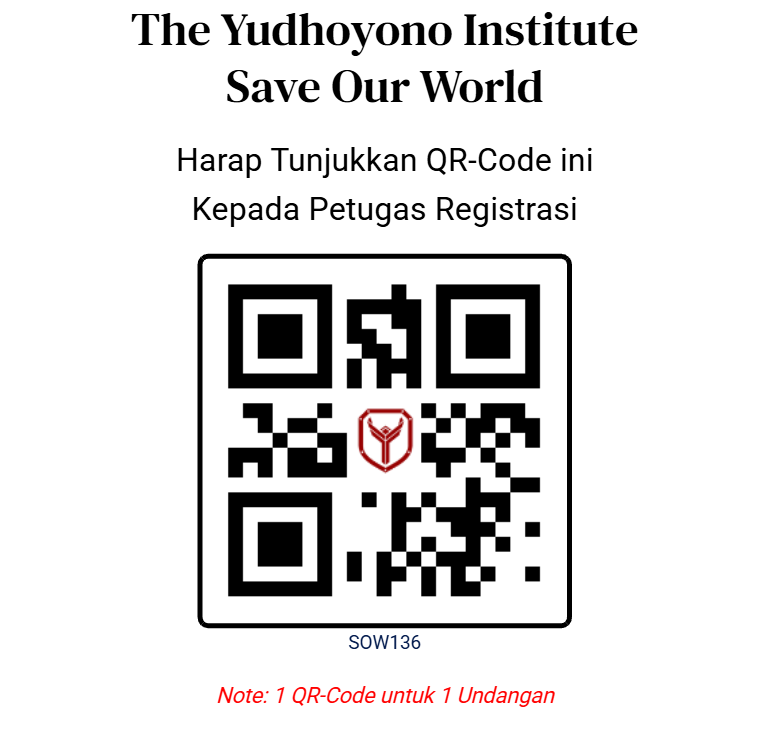 The Yudhoyono Institute
Save Our World
Harap Tunjukkan QR-Code ini
Kepada Petugas Registrasi
SOW136
Note: 1 QR-Code untuk 1 Undangan